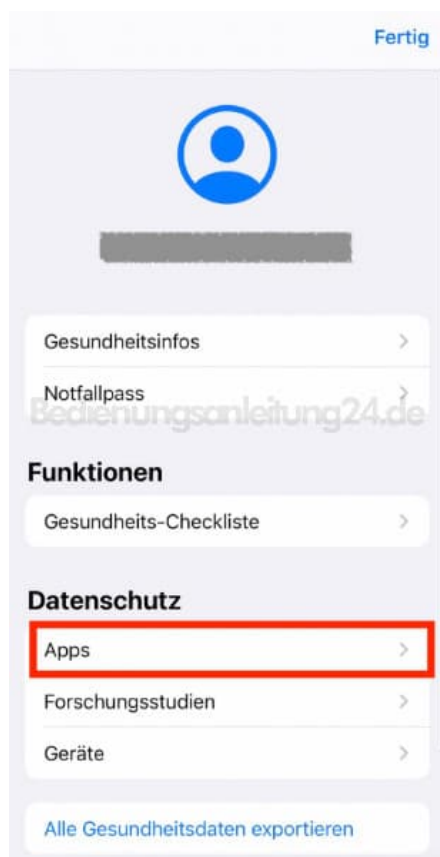 Fertig
Gesundheitsinfos
Notfallpass
Bedienungsanleitung24.de
Funktionen
Gesundheits-Checkliste
Datenschutz
Apps
Forschungsstudien
Geräte
Alle Gesundheitsdaten exportieren